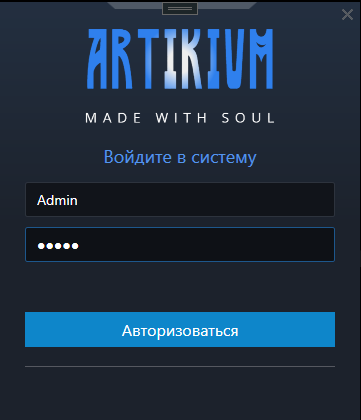 ARTIKIUM
MADE WITH SOUL
Войдите в систему
Admin
●●●●●
Авторизоваться